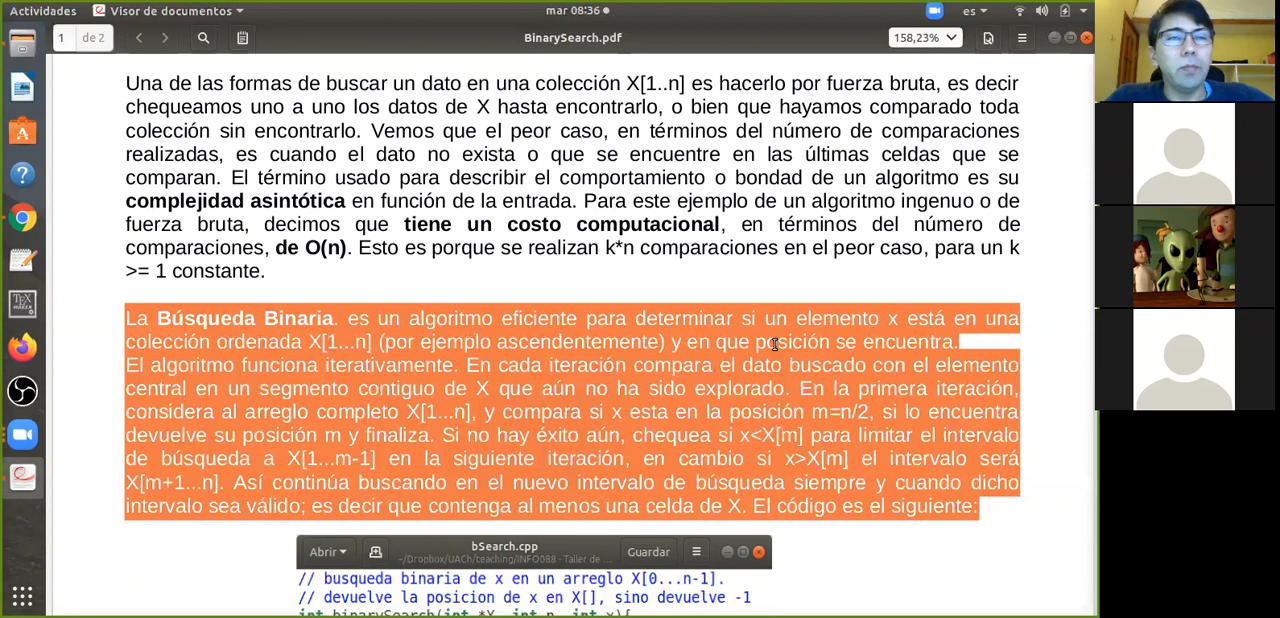 Actividades
Visor de documentos
mar 08:36
es
1 de 2
BinarySearch.pdf
158,23%
Una de las formas de buscar un dato en una colección X[1..n] es hacerlo por fuerza bruta, es decir
chequeamos uno a uno los datos de X hasta encontrarlo, o bien que hayamos comparado toda
colección sin encontrarlo. Vemos que el peor caso, en términos del número de comparaciones
realizadas, es cuando el dato no exista o que se encuentre en las últimas celdas que se
comparan. El término usado para describir el comportamiento o bondad de un algoritmo es su
complejidad asintótica en función de la entrada. Para este ejemplo de un algoritmo ingenuo o de
fuerza bruta, decimos que tiene un costo computacional, en términos del número de
comparaciones, de O(n). Esto es porque se realizan k*n comparaciones en el peor caso, para un k
>= 1 constante.
La Búsqueda Binaria. es un algoritmo eficiente para determinar si un elemento x está en una
colección ordenada X[1...n] (por ejemplo ascendentemente) y en que posición se encuentra.
El algoritmo funciona iterativamente. En cada iteración compara el dato buscado con el elemento
central en un segmento contiguo de X que aún no ha sido explorado. En la primera iteración,
considera al arreglo completo X[1...n], y compara si x esta en la posición m=n/2, si lo encuentra
devuelve su posición m y finaliza. Si no hay éxito aún, chequea si x<X[m] para limitar el intervalo
de búsqueda a X[1...m-1] en la siguiente iteración, en cambio si x>X[m] el intervalo será
X[m+1...n]. Así continúa buscando en el nuevo intervalo de búsqueda siempre y cuando dicho
intervalo sea válido; es decir que contenga al menos una celda de X. El código es el siguiente:
Abrir
bSearch.cpp
~/Dropbox/UACh/teaching/INFO088 - Taller de ...
Guardar
// busqueda binaria de x en un arreglo X[0...n-1].
// devuelve la posicion de x en X[], sino devuelve -1
int binarySearch(int *X, int n, int x){